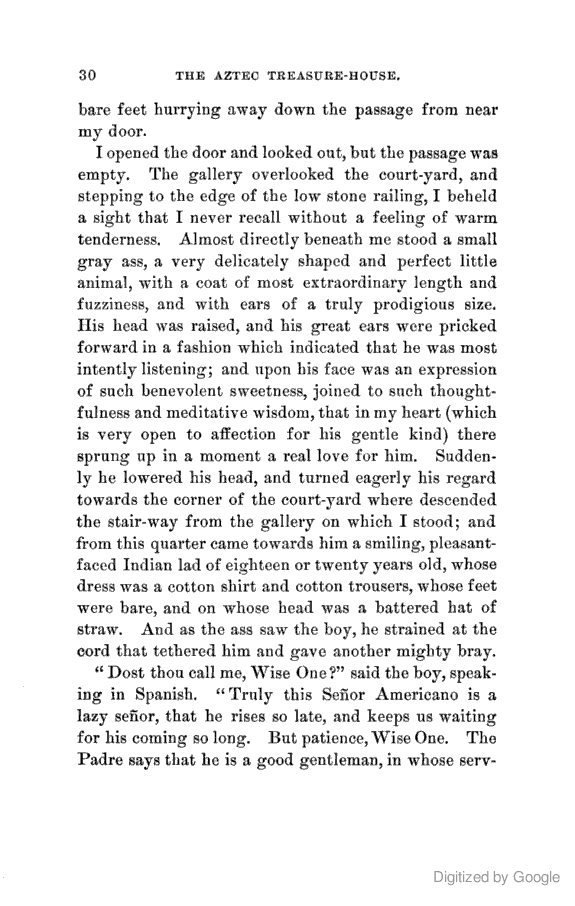 30 THE AZTEC TREASURE-HOUSE.
bare feet hurrying away down the passage from near
my door.
I opened the door and looked out, but the passage was
empty. The gallery overlooked the court-yard, and
stepping to the edge of the low stone railing, I beheld
a sight that I never recall without a feeling of warm
tenderness. Almost directly beneath me stood a small
gray ass, a very delicately shaped and perfect little
animal, with a coat of most extraordinary length and
fuzziness, and with ears of a truly prodigious size.
His head was raised, and his great ears were pricked
forward in a fashion which indicated that he was most
intently listening; and upon his face was an expression
of such benevolent sweetness, joined to such thought-
fulness and meditative wisdom, that in my heart (which
is very open to affection for his gentle kind) there
sprung up in a moment a real love for him. Sudden-
ly he lowered his head, and turned eagerly his regard
towards the corner of the court-yard where descended
the stair-way from the gallery on which I stood; and
from this quarter came towards him a smiling, pleasant-
faced Indian lad of eighteen or twenty years old, whose
dress was a cotton shirt and cotton trousers, whose feet
were bare, and on whose head was a battered hat of
straw. And as the ass saw the boy, he strained at the
cord that tethered him and gave another mighty bray.
"Dost thou call me, Wise One?" said the boy, speak-
ing in Spanish. "Truly this Señor Americano is a
lazy señor, that he rises so late, and keeps us waiting
for his coming so long. But patience, Wise One. The
Padre says that he is a good gentleman, in whose serv-
Digitized by Google